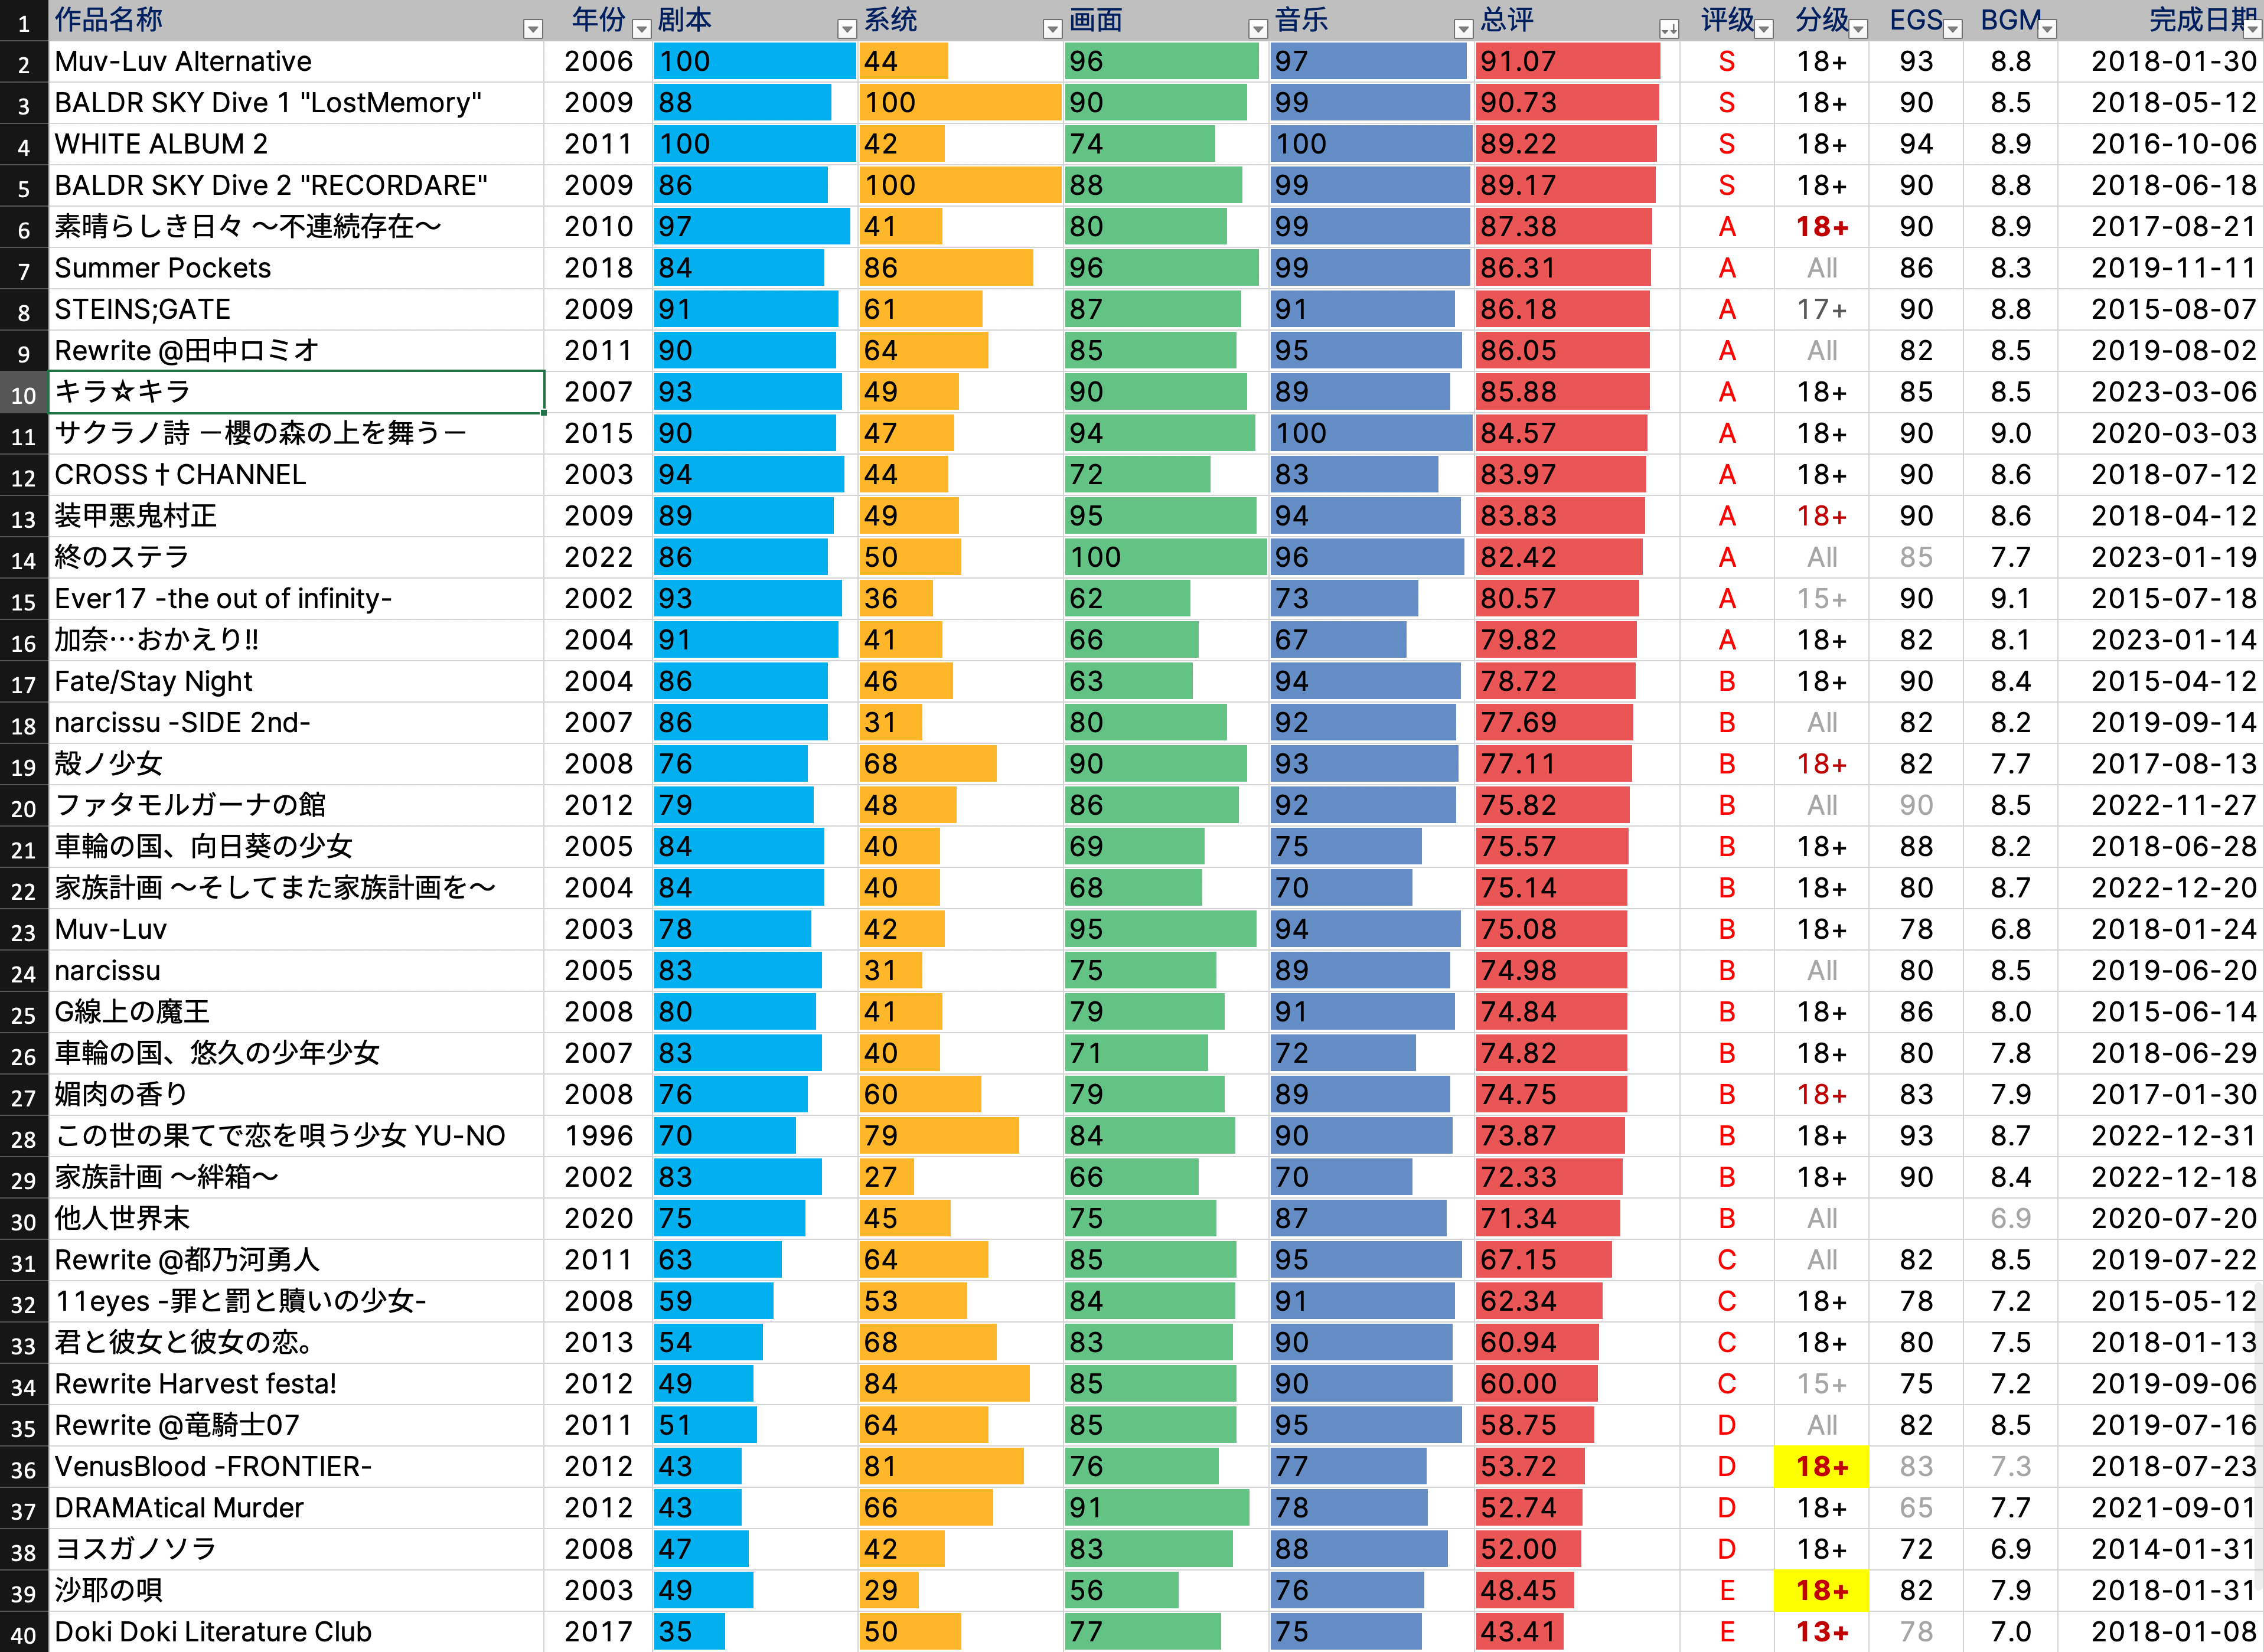 1 作品名称 年份 剧本 系统 画面 音乐 总评 评级 分级 EGS BGM 完成日期
2 Muv-Luv Alternative 2006 100 44 96 97 91.07 S 18+ 93 8.8 2018-01-30
3 BALDR SKY Dive 1 "LostMemory" 2009 88 100 90 99 90.73 S 18+ 90 8.5 2018-05-12
4 WHITE ALBUM 2 2011 100 42 74 100 89.22 S 18+ 94 8.9 2016-10-06
5 BALDR SKY Dive 2 "RECORDARE" 2009 86 100 88 99 89.17 S 18+ 90 8.8 2018-06-18
6 素晴らしき日々 〜不連続存在〜 2010 97 41 80 99 87.38 A 18+ 90 8.9 2017-08-21
7 Summer Pockets 2018 84 86 96 99 86.31 A All 86 8.3 2019-11-11
8 STEINS;GATE 2009 91 61 87 91 86.18 A 17+ 90 8.8 2015-08-07
9 Rewrite @田中ロミオ 2011 90 64 85 95 86.05 A All 82 8.5 2019-08-02
10 キラ☆キラ 2007 93 49 90 89 85.88 A 18+ 85 8.5 2023-03-06
11 サクラノ詩 －櫻の森の上を舞う－ 2015 90 47 94 100 84.57 A 18+ 90 9.0 2020-03-03
12 CROSS†CHANNEL 2003 94 44 72 83 83.97 A 18+ 90 8.6 2018-07-12
13 装甲悪鬼村正 2009 89 49 95 94 83.83 A 18+ 90 8.6 2018-04-12
14 終のステラ 2022 86 50 100 96 82.42 A All 85 7.7 2023-01-19
15 Ever17 -the out of infinity- 2002 93 36 62 73 80.57 A 15+ 90 9.1 2015-07-18
16 加奈…おかえり!! 2004 91 41 66 67 79.82 A 18+ 82 8.1 2023-01-14
17 Fate/Stay Night 2004 86 46 63 94 78.72 B 18+ 90 8.4 2015-04-12
18 narcissu -SIDE 2nd- 2007 86 31 80 92 77.69 B All 82 8.2 2019-09-14
19 殻ノ少女 2008 76 68 90 93 77.11 B 18+ 82 7.7 2017-08-13
20 ファタモルガーナの館 2012 79 48 86 92 75.82 B All 90 8.5 2022-11-27
21 車輪の国、向日葵の少女 2005 84 40 69 75 75.57 B 18+ 88 8.2 2018-06-28
22 家族計画 〜そしてまた家族計画を〜 2004 84 40 68 70 75.14 B 18+ 80 8.7 2022-12-20
23 Muv-Luv 2003 78 42 95 94 75.08 B 18+ 78 6.8 2018-01-24
24 narcissu 2005 83 31 75 89 74.98 B All 80 8.5 2019-06-20
25 G線上の魔王 2008 80 41 79 91 74.84 B 18+ 86 8.0 2015-06-14
26 車輪の国、悠久の少年少女 2007 83 40 71 72 74.82 B 18+ 80 7.8 2018-06-29
27 媚肉の香り 2008 76 60 79 89 74.75 B 18+ 83 7.9 2017-01-30
28 この世の果てで恋を唄う少女 YU-NO 1996 70 79 84 90 73.87 B 18+ 93 8.7 2022-12-31
29 家族計画 〜絆箱〜 2002 83 27 66 70 72.33 B 18+ 90 8.4 2022-12-18
30 他人世界末 2020 75 45 75 87 71.34 B All 6.9 2020-07-20
31 Rewrite @都乃河勇人 2011 63 64 85 95 67.15 C All 82 8.5 2019-07-22
32 11eyes -罪と罰と贖いの少女- 2008 59 53 84 91 62.34 C 18+ 78 7.2 2015-05-12
33 君と彼女と彼女の恋。 2013 54 68 83 90 60.94 C 18+ 80 7.5 2018-01-13
34 Rewrite Harvest festa! 2012 49 84 85 90 60.00 C 15+ 75 7.2 2019-09-06
35 Rewrite @竜騎士07 2011 51 64 85 95 58.75 D All 82 8.5 2019-07-16
36 VenusBlood -FRONTIER- 2012 43 81 76 77 53.72 D 18+ 83 7.3 2018-07-23
37 DRAMAtical Murder 2012 43 66 91 78 52.74 D 18+ 65 7.7 2021-09-01
38 ヨスガノソラ 2008 47 42 83 88 52.00 D 18+ 72 6.9 2014-01-31
39 沙耶の唄 2003 49 29 56 76 48.45 E 18+ 82 7.9 2018-01-31
40 Doki Doki Literature Club 2017 35 50 77 75 43.41 E 13+ 78 7.0 2018-01-08